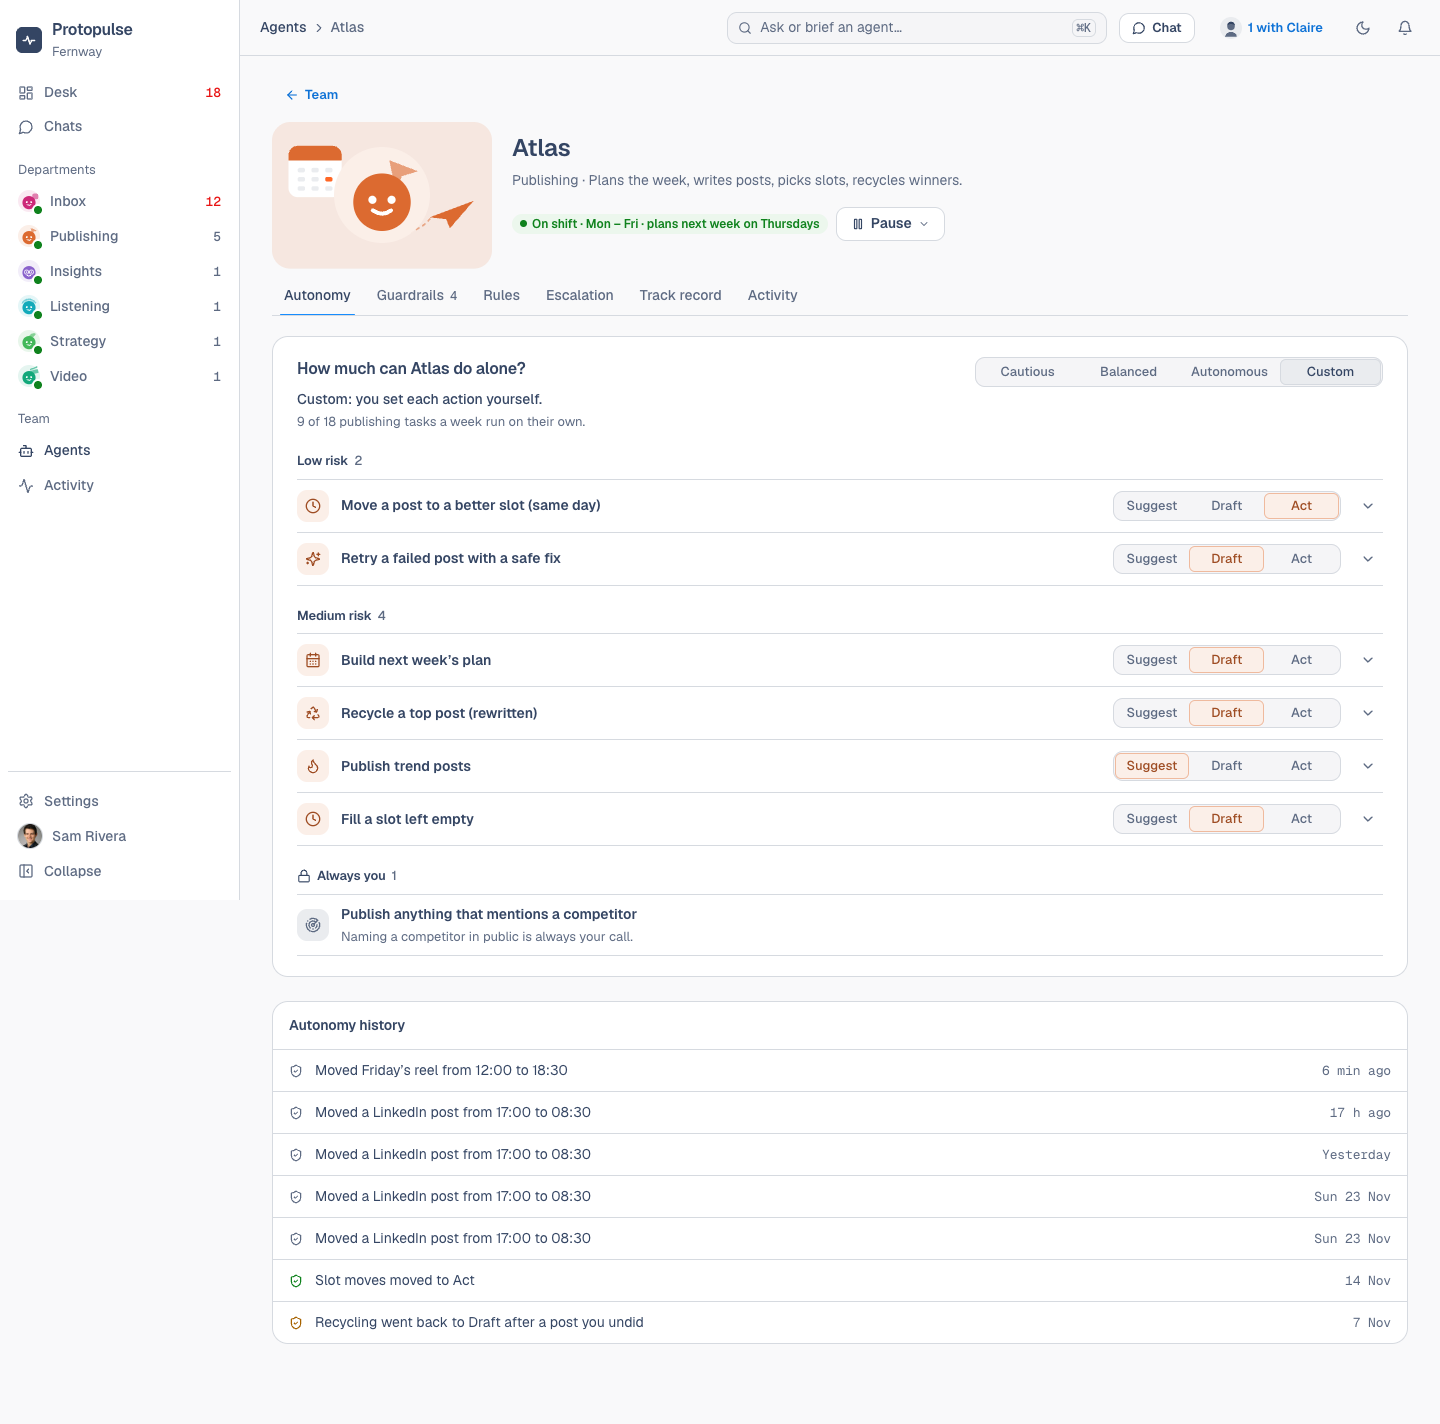 Protopulse
Fernway
Desk 18
Chats
Departments
Inbox 12
Publishing 5
Insights 1
Listening 1
Strategy 1
Video 1
Team
Agents
Activity
Settings
Sam Rivera
Collapse
Agents > Atlas
Ask or brief an agent… ⌘K
Chat
1 with Claire
← Team
Atlas
Publishing · Plans the week, writes posts, picks slots, recycles winners.
On shift · Mon – Fri · plans next week on Thursdays
Pause
Autonomy Guardrails 4 Rules Escalation Track record Activity
How much can Atlas do alone?
Cautious Balanced Autonomous Custom
Custom: you set each action yourself.
9 of 18 publishing tasks a week run on their own.
Low risk 2
Move a post to a better slot (same day) Suggest Draft Act
Retry a failed post with a safe fix Suggest Draft Act
Medium risk 4
Build next week’s plan Suggest Draft Act
Recycle a top post (rewritten) Suggest Draft Act
Publish trend posts Suggest Draft Act
Fill a slot left empty Suggest Draft Act
Always you 1
Publish anything that mentions a competitor
Naming a competitor in public is always your call.
Autonomy history
Moved Friday’s reel from 12:00 to 18:30 6 min ago
Moved a LinkedIn post from 17:00 to 08:30 17 h ago
Moved a LinkedIn post from 17:00 to 08:30 Yesterday
Moved a LinkedIn post from 17:00 to 08:30 Sun 23 Nov
Moved a LinkedIn post from 17:00 to 08:30 Sun 23 Nov
Slot moves moved to Act 14 Nov
Recycling went back to Draft after a post you undid 7 Nov